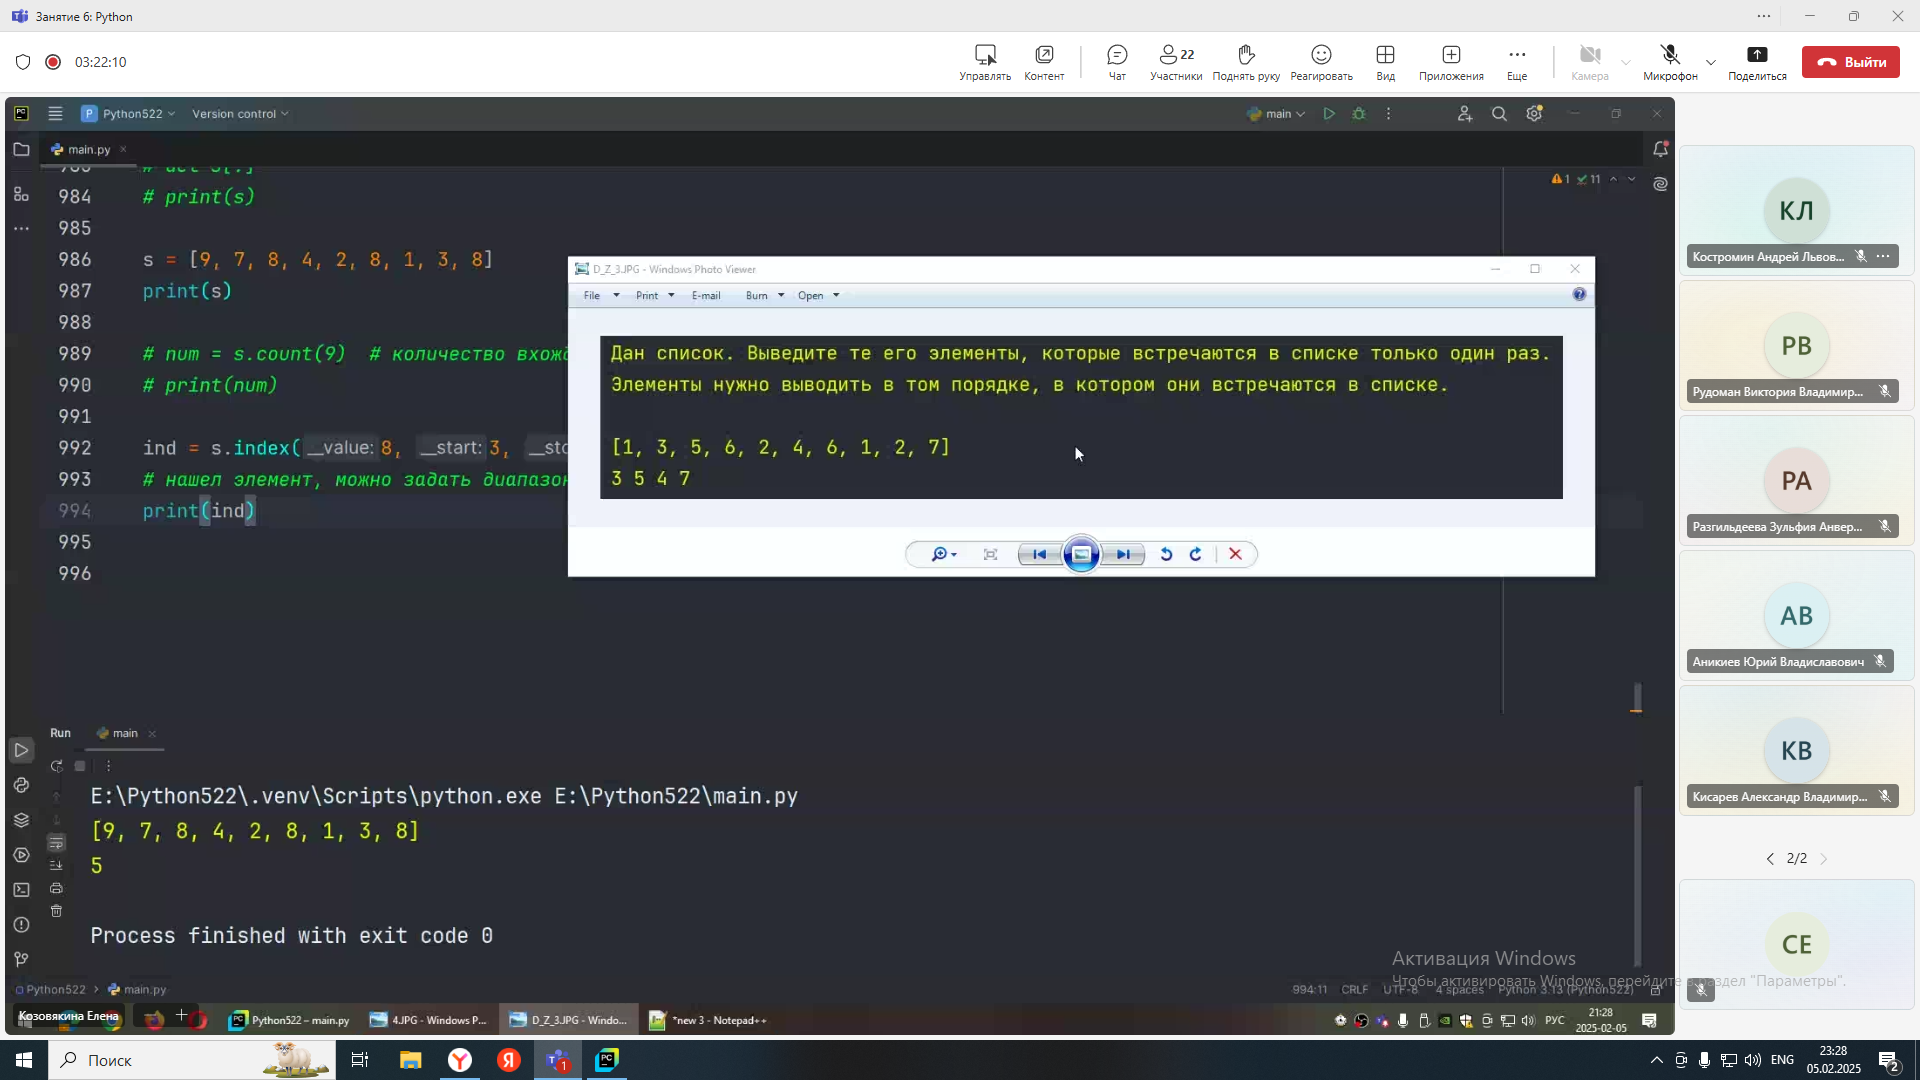 Занятие 6: Python
03:22:10
Управлять
Контент
Чат
22
Участники
Поднять руку
Реагировать
Вид
Приложения
Еще
Камера
Микрофон
Поделиться
Выйти
PC
P Python522
Version control
main
main.py
984 # print(s)
985
986 s = [9, 7, 8, 4, 2, 8, 1, 3, 8]
987 print(s)
988
989 # num = s.count(9) # количество вхож
990 # print(num)
991
992 ind = s.index( __value: 8, __start: 3, __sto
993 # нашел элемент, можно задать диапазон
994 print(ind)
995
996
1 11
D_Z_3.JPG - Windows Photo Viewer
File Print E-mail Burn Open
Дан список. Выведите те его элементы, которые встречаются в списке только один раз.
Элементы нужно выводить в том порядке, в котором они встречаются в списке.
[1, 3, 5, 6, 2, 4, 6, 1, 2, 7]
3 5 4 7
Run main
E:\Python522\.venv\Scripts\python.exe E:\Python522\main.py
[9, 7, 8, 4, 2, 8, 1, 3, 8]
5
Process finished with exit code 0
Python522 > main.py
994:11 CRLF UTF-8 4 spaces Python 3.13 (Python522)
Активация Windows
Чтобы активировать Windows, перейдите в раздел "Параметры".
Козовякина Елена
Python522 – main.py
4.JPG - Windows P...
D_Z_3.JPG - Windo...
*new 3 - Notepad++
РУС
21:28
2025-02-05
КЛ
Костромин Андрей Львов...
РВ
Рудоман Виктория Владимир...
РА
Разгильдеева Зульфия Анвер...
АВ
Аникиев Юрий Владиславович
КВ
Кисарев Александр Владимир...
2/2
СЕ
Поиск
Я
1
PC
ENG
23:28
05.02.2025
2